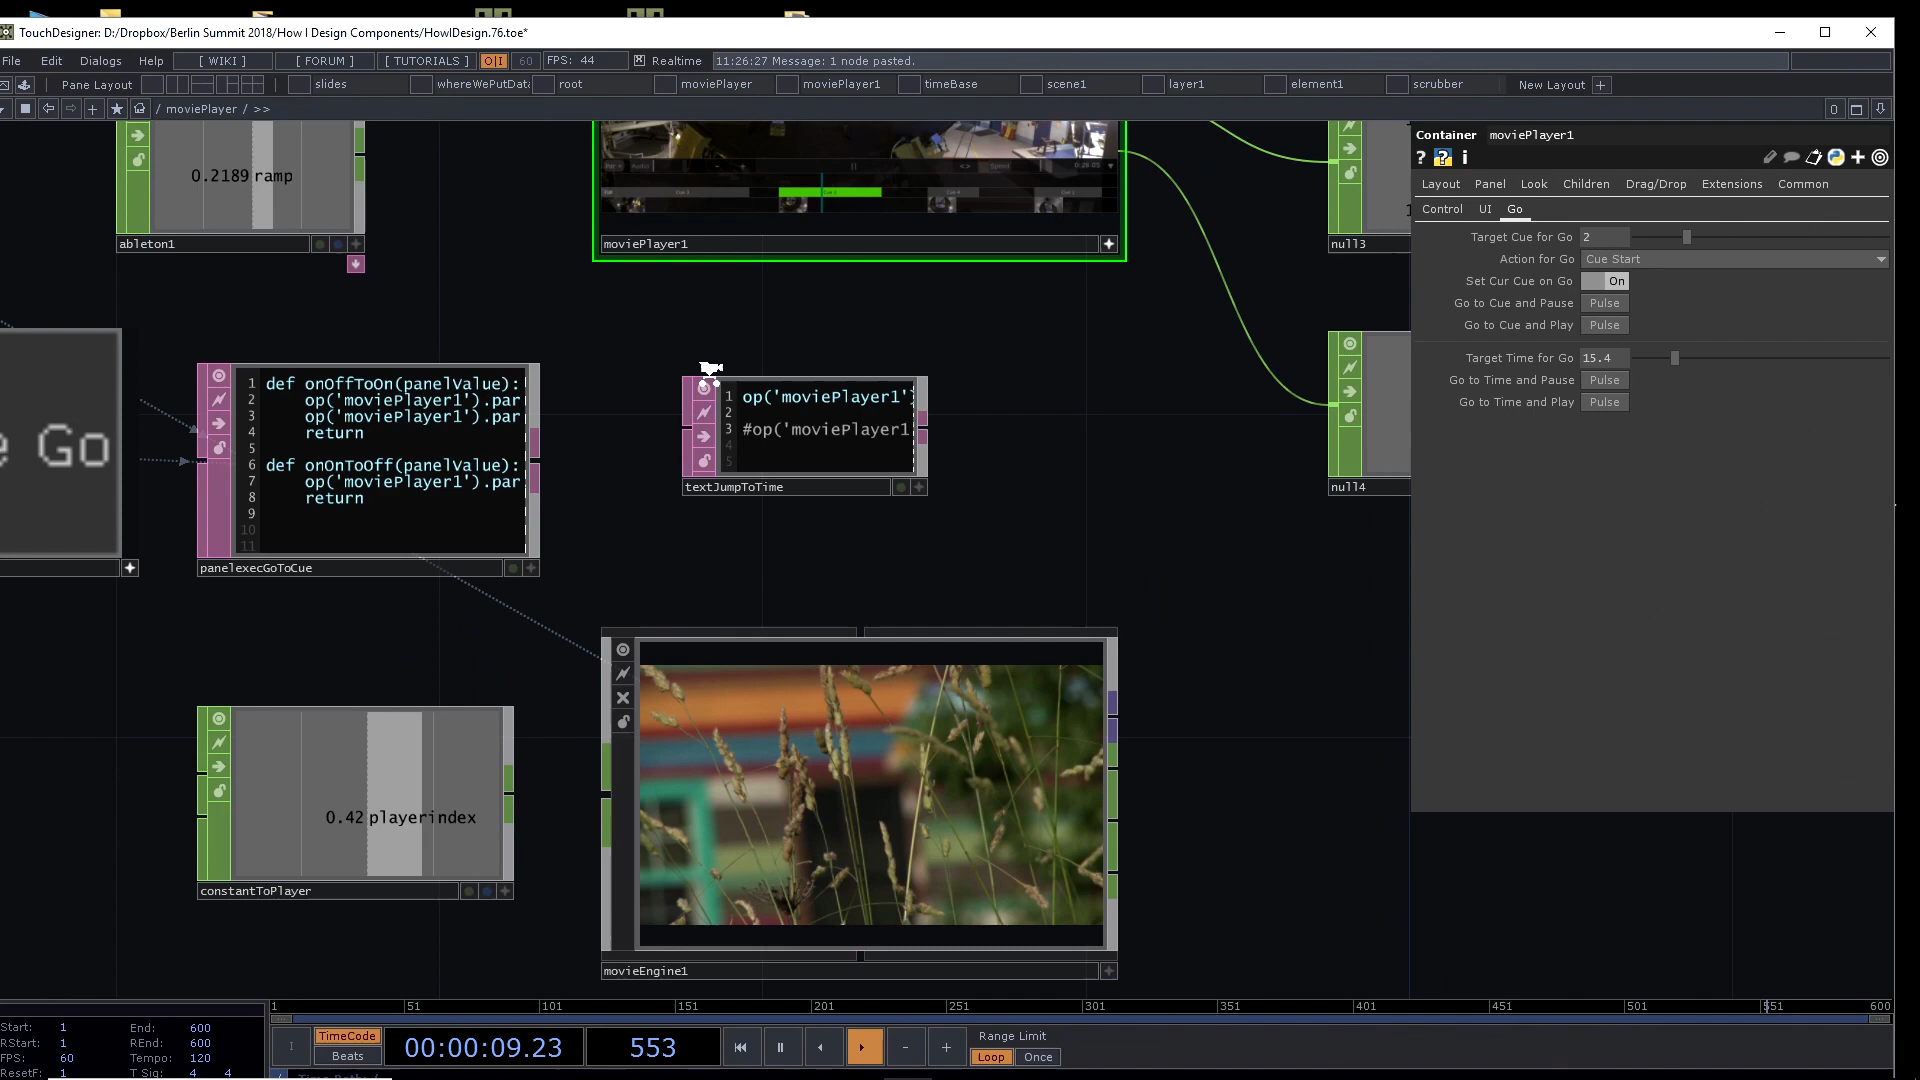 TouchDesigner: D:/Dropbox/Berlin Summit 2018/How I Design Components/HowIDesign.76.toe*
File Edit Dialogs Help [ WIKI ] [ FORUM ] [ TUTORIALS ] O|I 60 FPS: 44 Realtime 11:26:27 Message: 1 node pasted.
Pane Layout slides whereWePutData root moviePlayer moviePlayer1 timeBase scene1 layer1 element1 scrubber New Layout +
/ moviePlayer / >>
Container moviePlayer1
Layout Panel Look Children Drag/Drop Extensions Common
Control UI Go
Target Cue for Go 2
Action for Go Cue Start
Set Cur Cue on Go On
Go to Cue and Pause Pulse
Go to Cue and Play Pulse
Target Time for Go 15.4
Go to Time and Pause Pulse
Go to Time and Play Pulse
0.2189 ramp
ableton1
moviePlayer1
null3
e Go
1 def onOffToOn(panelValue):
2 op('moviePlayer1').par
3 op('moviePlayer1').par
4 return
5
6 def onOnToOff(panelValue):
7 op('moviePlayer1').par
8 return
9
10
11
panelexecGoToCue
1 op('moviePlayer1'
2
3 #op('moviePlayer1
4
5
textJumpToTime
null4
0.42 playerindex
constantToPlayer
movieEngine1
1 51 101 151 201 251 301 351 401 451 501 551 600
Start: 1 End: 600
RStart: 1 REnd: 600
FPS: 60 Tempo: 120
ResetF: 1 T Sig: 4 4
TimeCode
Beats
00:00:09.23 553
Range Limit
Loop Once